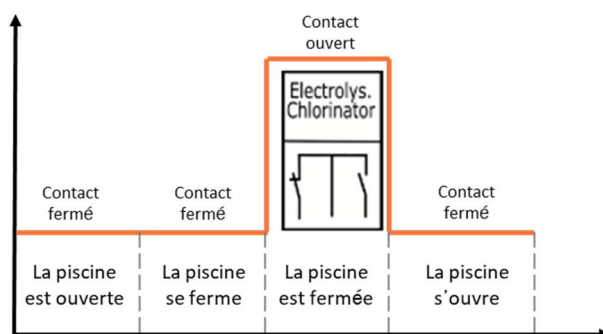 Contact
ouvert
Electrolys.
Chlorinator
Contact
fermé
Contact
fermé
Contact
fermé
La piscine
est ouverte
La piscine
se ferme
La piscine
est fermée
La piscine
s'ouvre